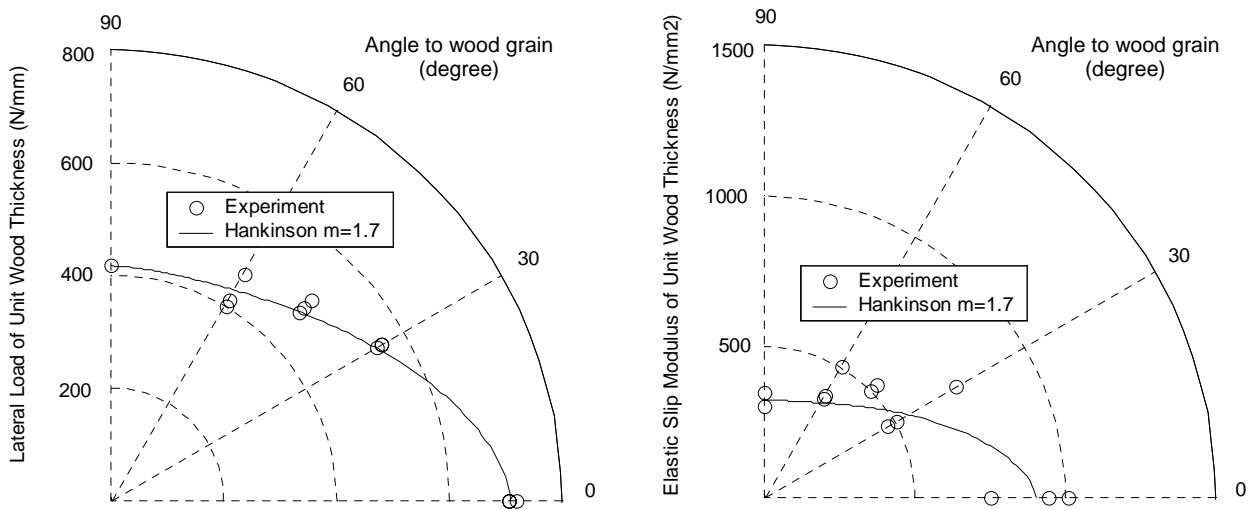 90
800
600
400
200
Lateral Load of Unit Wood Thickness (N/mm)
Angle to wood grain
(degree)
60
30
0
Experiment
Hankinson m=1.7
90
1500
1000
500
Elastic Slip Modulus of Unit Wood Thickness (N/mm2)
Angle to wood grain
(degree)
60
30
0
Experiment
Hankinson m=1.7